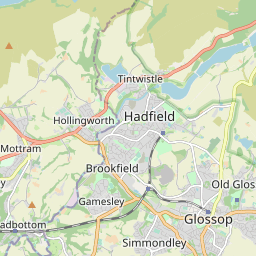 Tintwistle
Hadfield
Hollingworth
Mottram
Brookfield
Old Glos
Gamesley
Glossop
adbottom
Simmondley